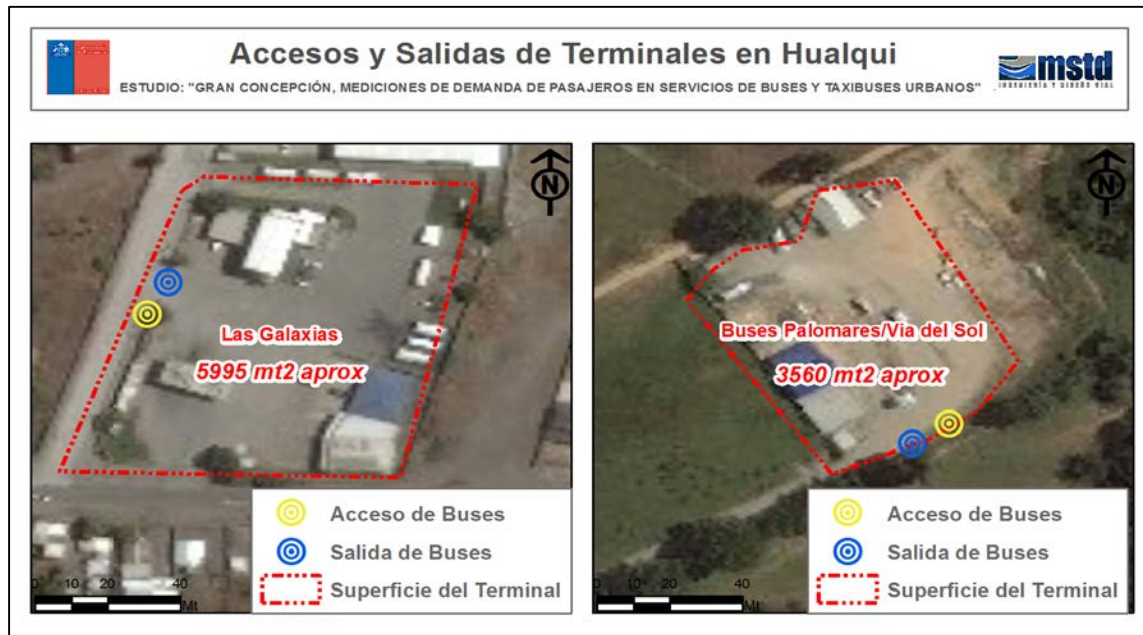 Accesos y Salidas de Terminales en Hualqui
ESTUDIO: "GRAN CONCEPCIÓN, MEDICIONES DE DEMANDA DE PASAJEROS EN SERVICIOS DE BUSES Y TAXIBUSES URBANOS"
mstd
INGENIERÍA Y DISEÑO VIAL
N
Las Galaxias
5995 mt2 aprox
Acceso de Buses
Salida de Buses
Superficie del Terminal
0 10 20 40
Mt
N
Buses Palomares/Via del Sol
3560 mt2 aprox
Acceso de Buses
Salida de Buses
Superficie del Terminal
0 10 20 40
Mt